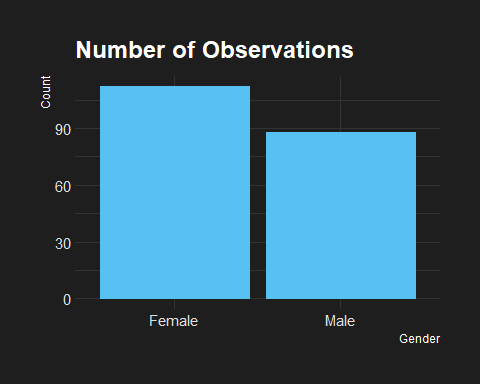 Number of Observations
Count
90
60
30
0
Female Male
Gender